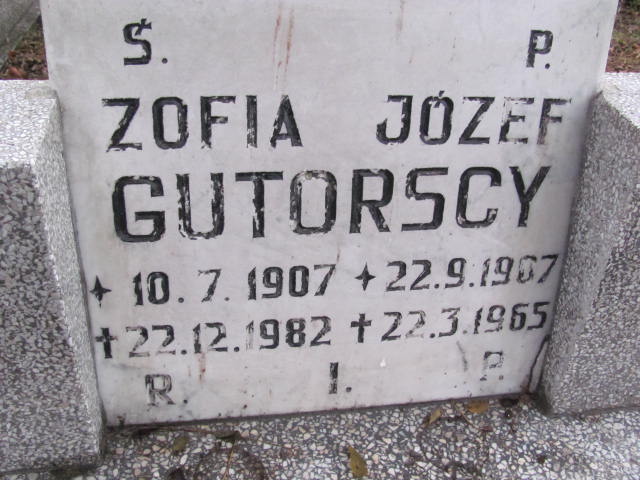 Ś. P.
ZOFIA JÓZEF
GUTORSCY
10.7.1907 22.9.1907
✝22.12.1982 ✝22.3.1965
R. I. P.